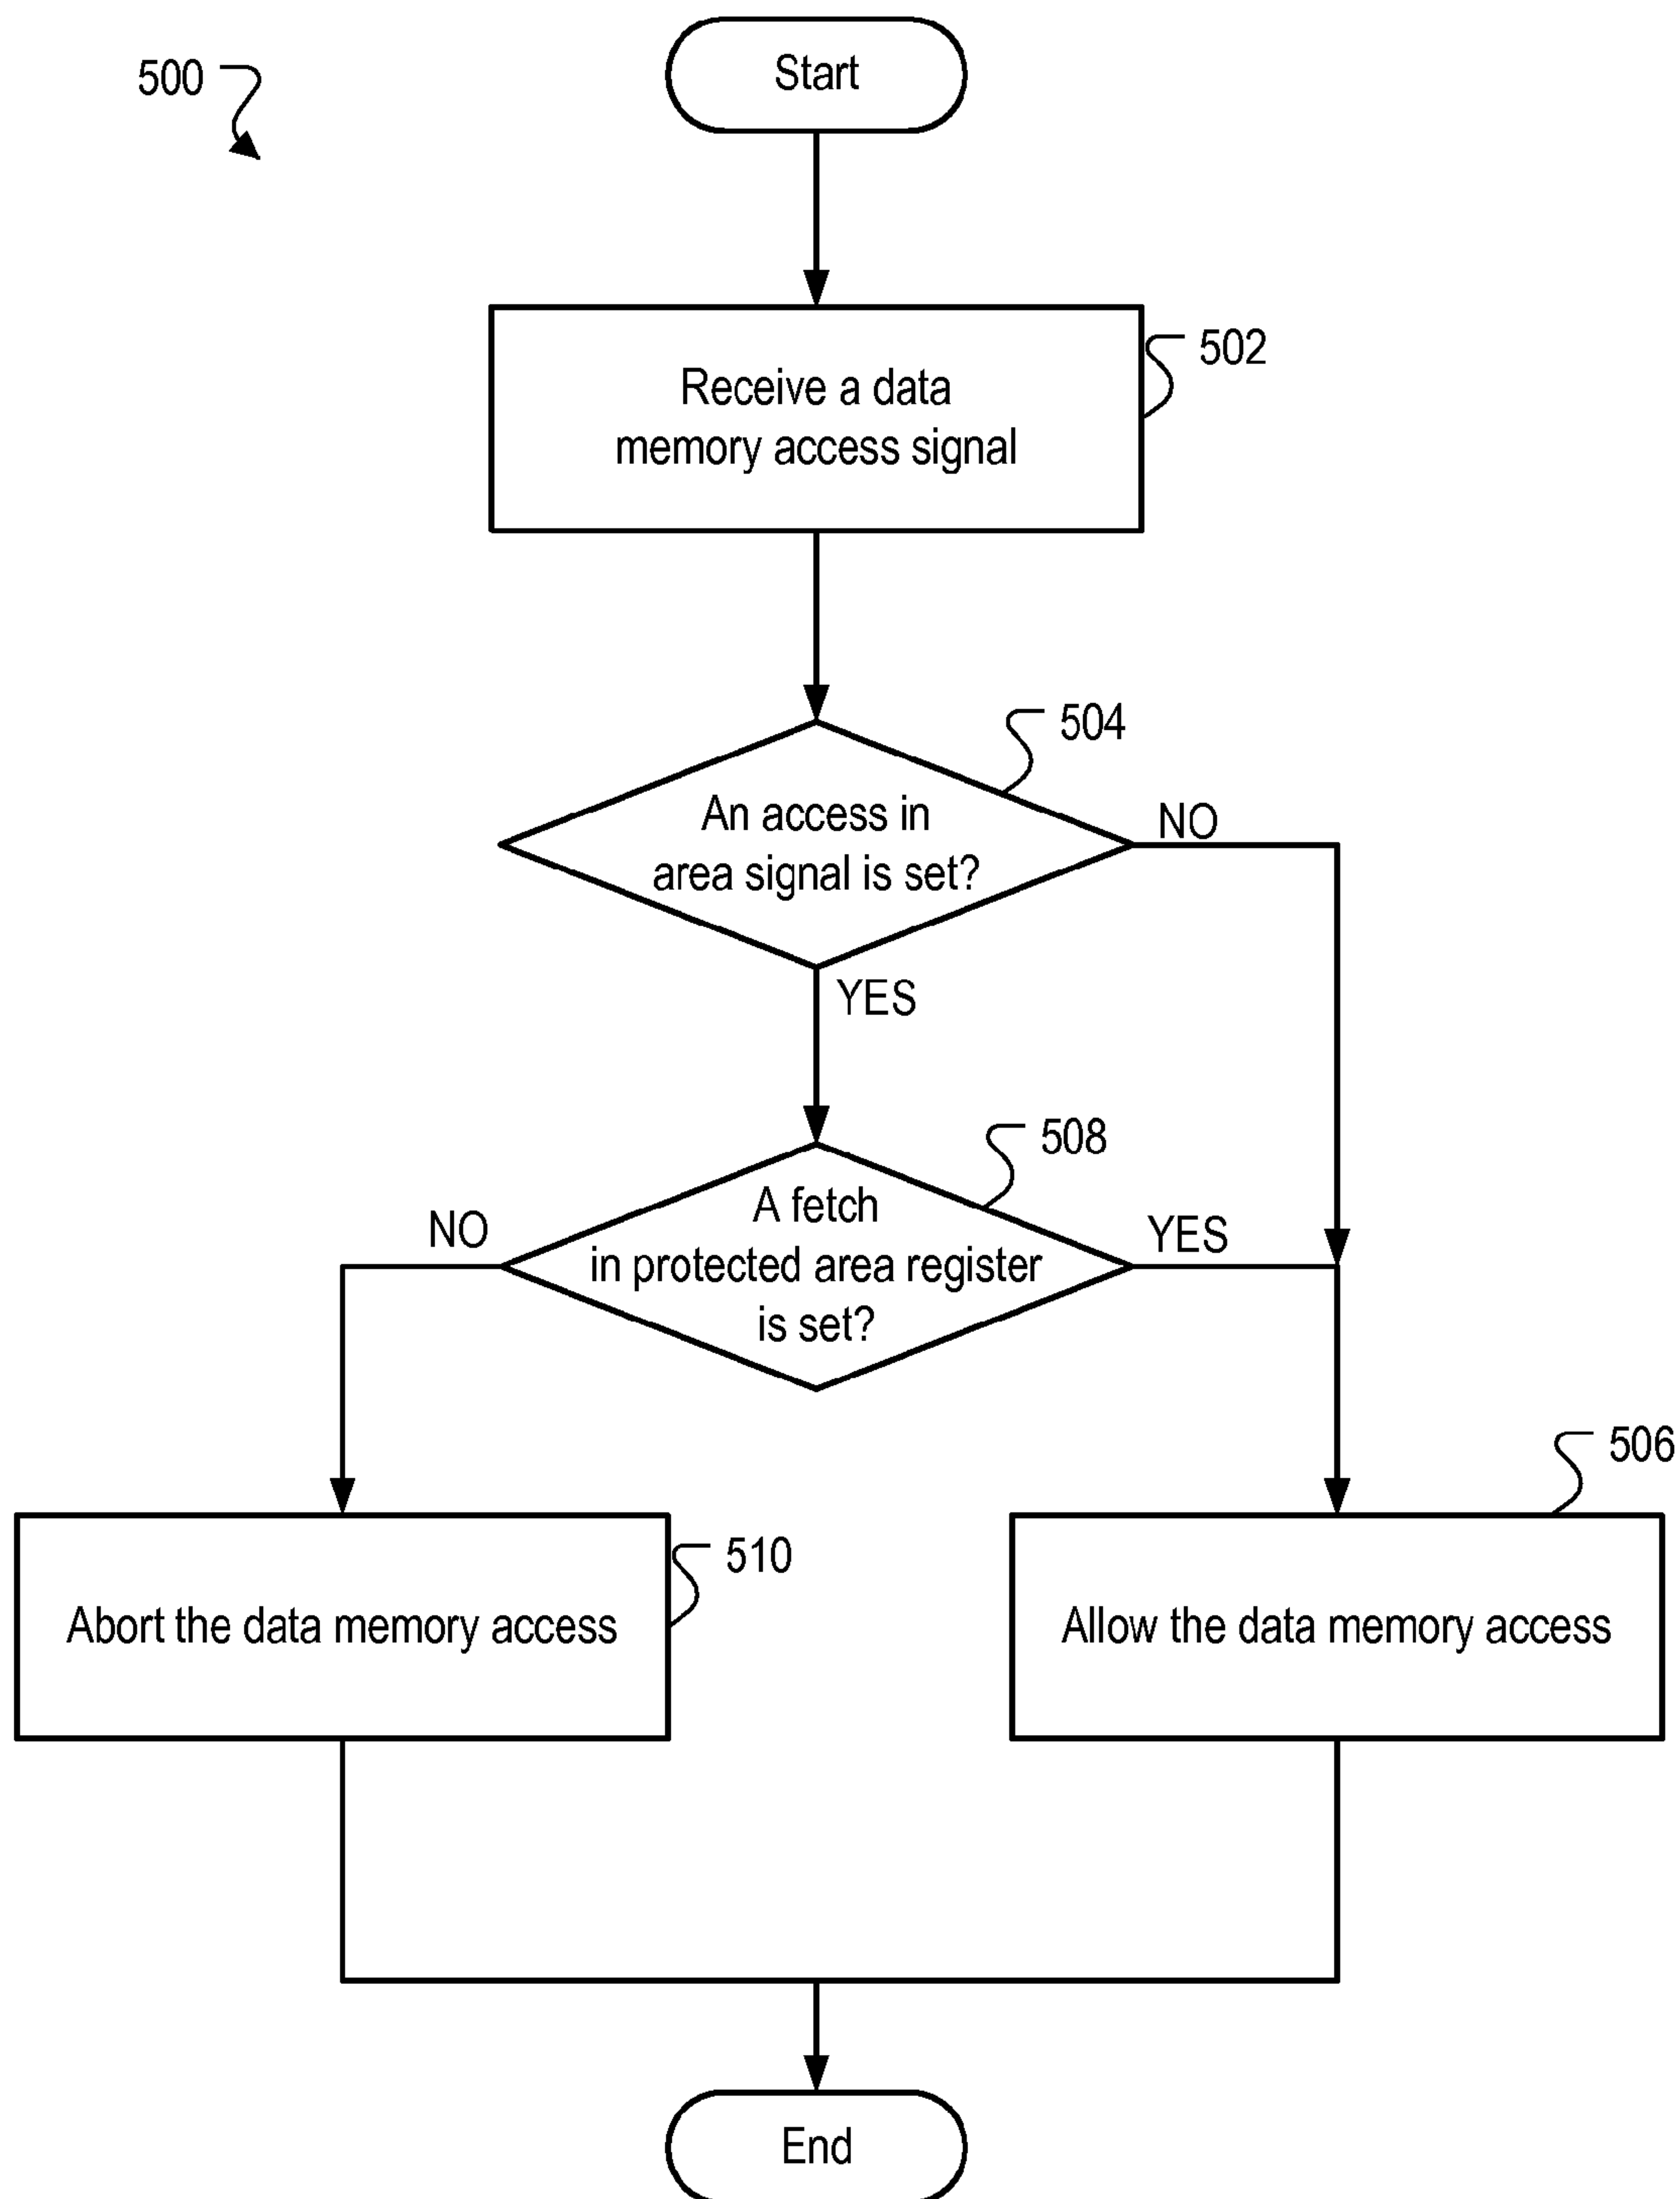 500
Start
Receive a data
memory access signal
502
504
An access in
area signal is set?
NO
YES
508
A fetch
in protected area register
is set?
NO
YES
506
510
Abort the data memory access
Allow the data memory access
End